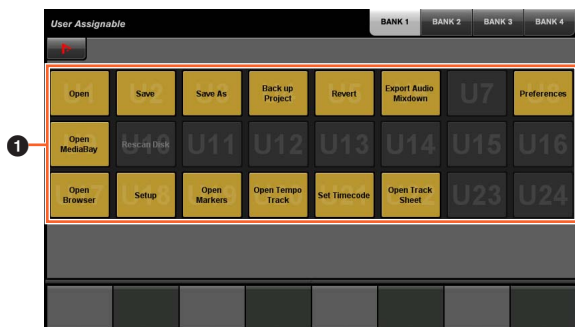 User Assignable
BANK 1 BANK 2 BANK 3 BANK 4
Open Save Save As Back up Project Revert Export Audio Mixdown U7 Preferences
1
Open MediaBay Rescan Disk U10 U11 U12 U13 U14 U15 U16
Open Browser Setup Open Markers Open Tempo Track Set Timecode Open Track Sheet U23 U24